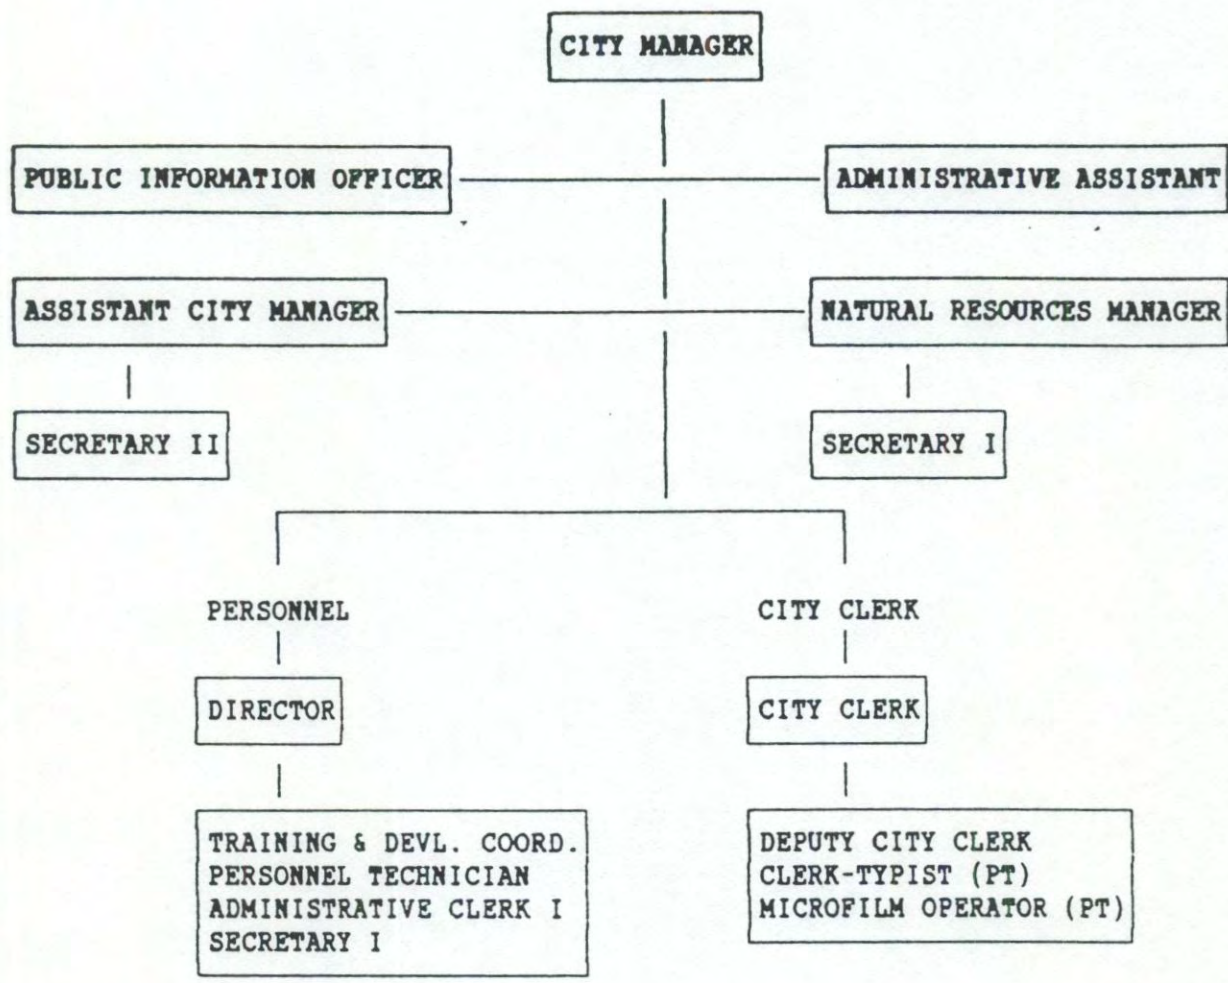 CITY MANAGER
PUBLIC INFORMATION OFFICER
ADMINISTRATIVE ASSISTANT
ASSISTANT CITY MANAGER
NATURAL RESOURCES MANAGER
SECRETARY II
SECRETARY I
PERSONNEL
CITY CLERK
DIRECTOR
CITY CLERK
TRAINING & DEVL. COORD.
PERSONNEL TECHNICIAN
ADMINISTRATIVE CLERK I
SECRETARY I
DEPUTY CITY CLERK
CLERK-TYPIST (PT)
MICROFILM OPERATOR (PT)